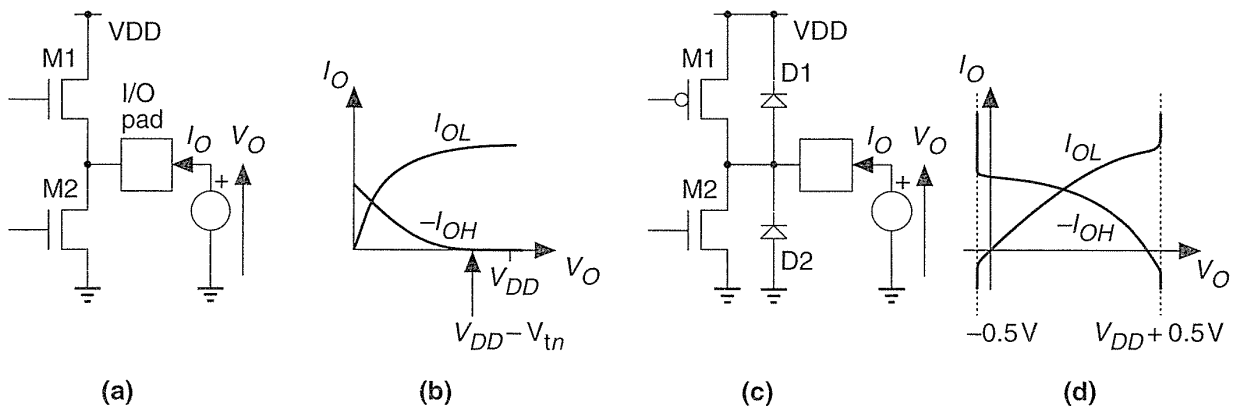 VDD
M1
I/O
pad
I_O
V_O
+
M2
(a)
I_O
I_OL
–I_OH
V_DD
V_O
V_DD – V_tn
(b)
VDD
M1
D1
I_O
V_O
+
M2
D2
(c)
I_O
I_OL
–I_OH
V_O
–0.5 V
V_DD + 0.5 V
(d)